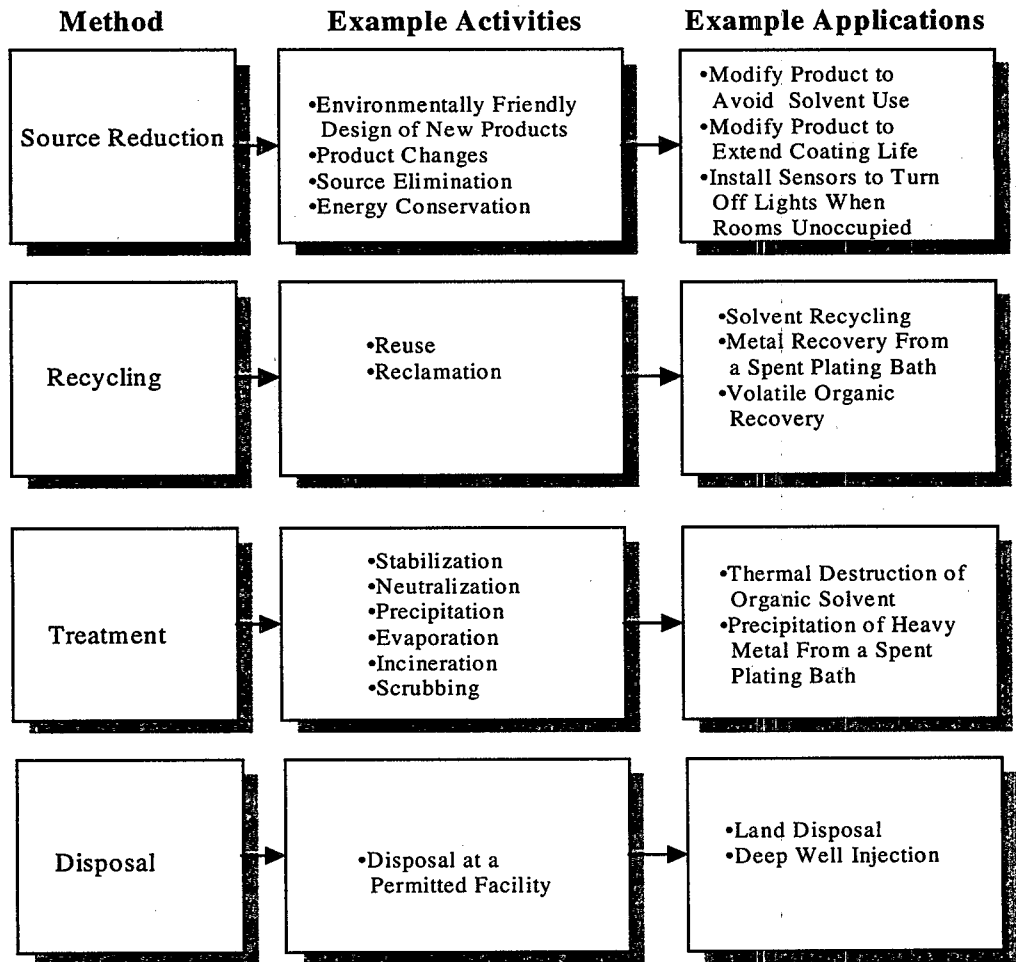 Method
Example Activities
Example Applications
Source Reduction
•Environmentally Friendly
Design of New Products
•Product Changes
•Source Elimination
•Energy Conservation
•Modify Product to
Avoid Solvent Use
•Modify Product to
Extend Coating Life
•Install Sensors to Turn
Off Lights When
Rooms Unoccupied
Recycling
•Reuse
•Reclamation
•Solvent Recycling
•Metal Recovery From
a Spent Plating Bath
•Volatile Organic
Recovery
Treatment
•Stabilization
•Neutralization
•Precipitation
•Evaporation
•Incineration
•Scrubbing
•Thermal Destruction of
Organic Solvent
•Precipitation of Heavy
Metal From a Spent
Plating Bath
Disposal
•Disposal at a
Permitted Facility
•Land Disposal
•Deep Well Injection